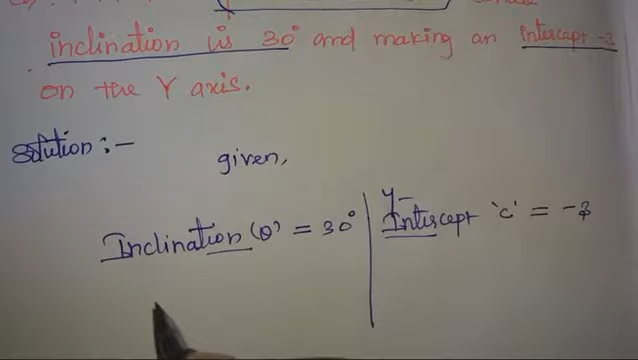 inclination is 30° and making an intercept -3
on the Y axis.
Solution :-
given,
Inclination (θ) = 30°
y-
Intercept 'c' = -3